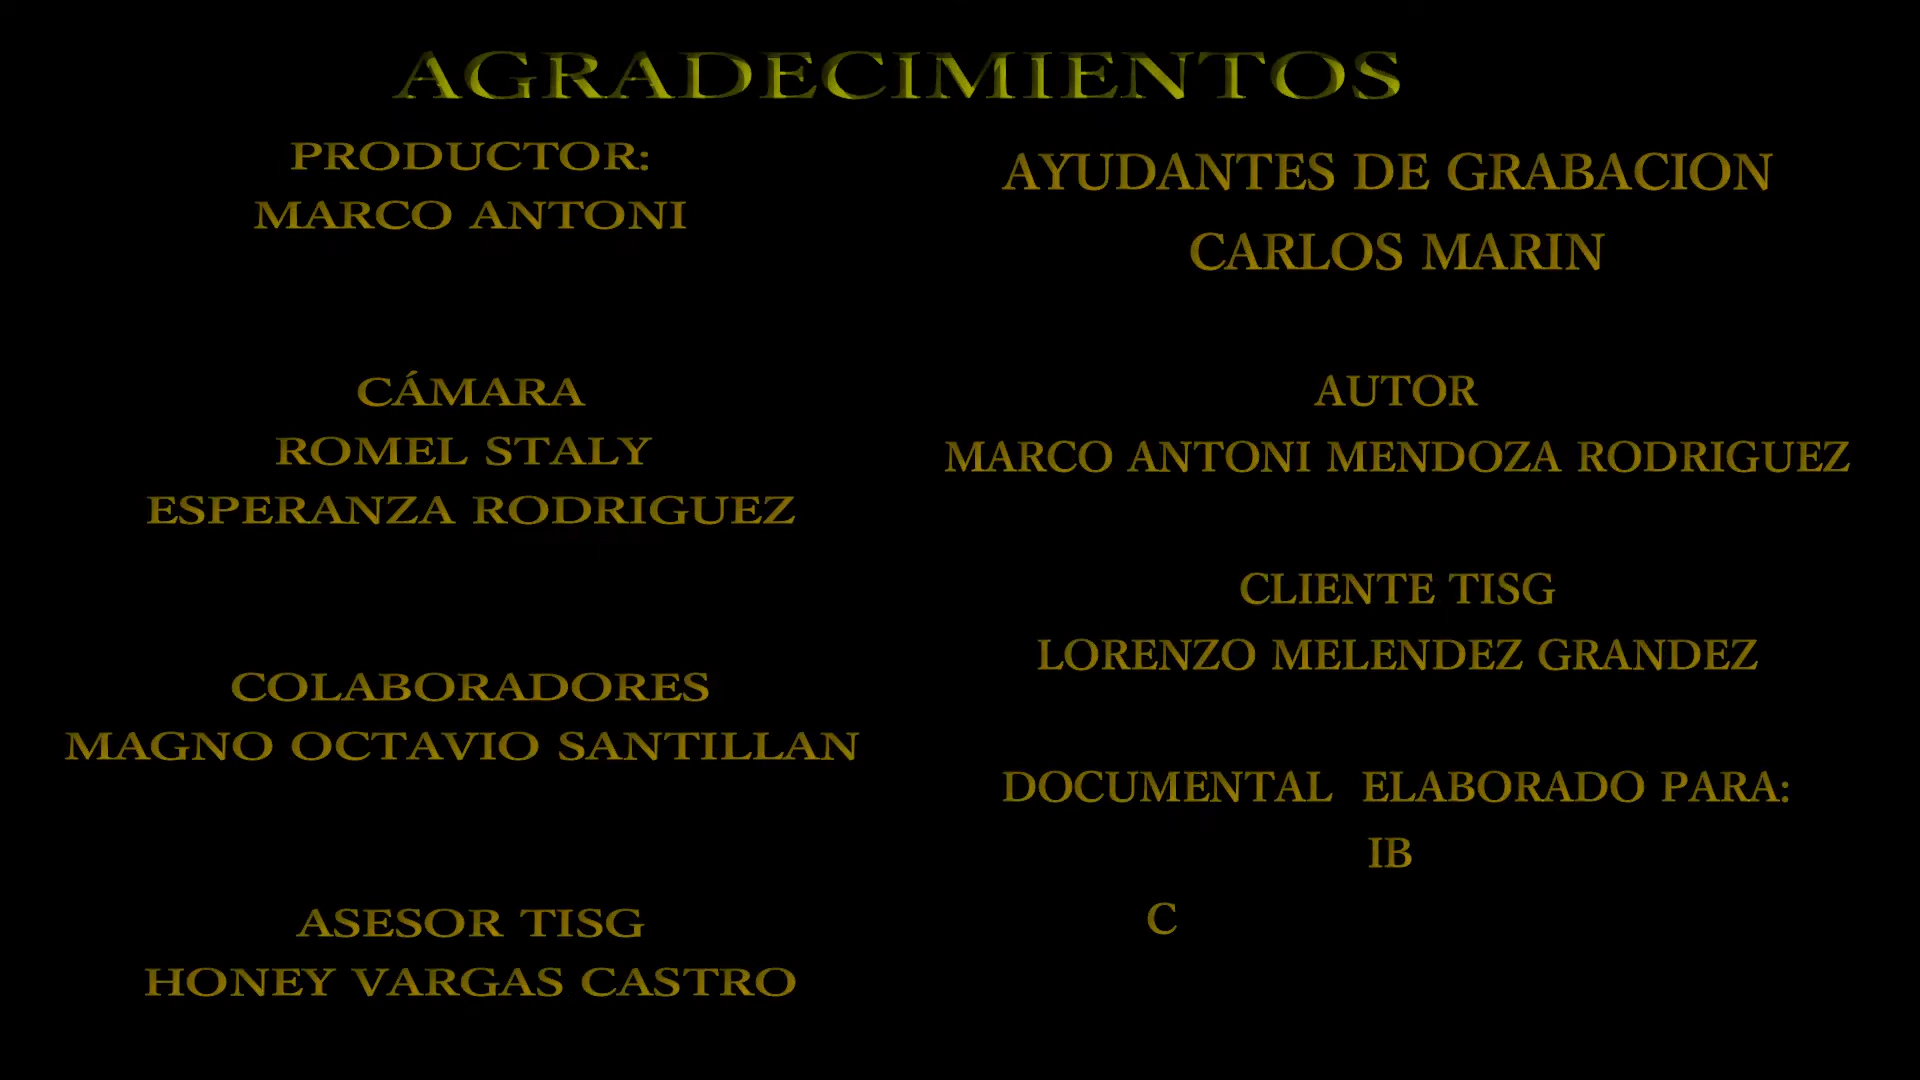 AGRADECIMIENTOS
PRODUCTOR:
MARCO ANTONI
CÁMARA
ROMEL STALY
ESPERANZA RODRIGUEZ
COLABORADORES
MAGNO OCTAVIO SANTILLAN
ASESOR TISG
HONEY VARGAS CASTRO
AYUDANTES DE GRABACION
CARLOS MARIN
AUTOR
MARCO ANTONI MENDOZA RODRIGUEZ
CLIENTE TISG
LORENZO MELENDEZ GRANDEZ
DOCUMENTAL ELABORADO PARA:
IB
C